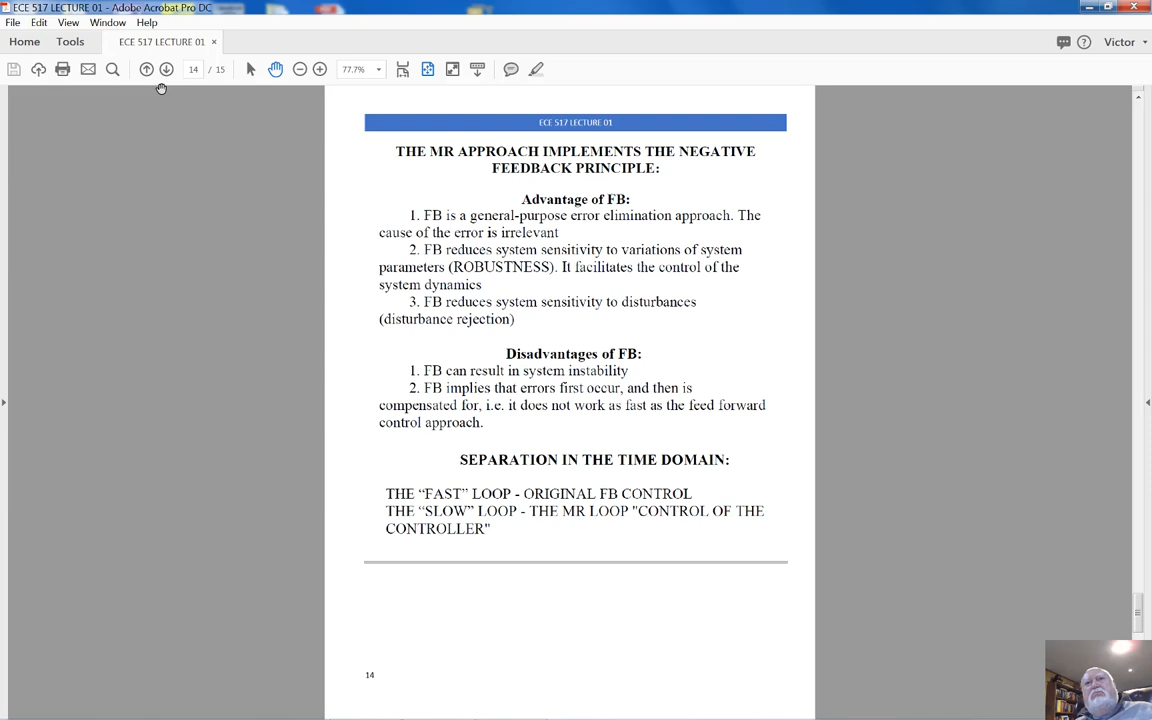 ECE 517 LECTURE 01 - Adobe Acrobat Pro DC
File Edit View Window Help
Home Tools ECE 517 LECTURE 01 × Victor
14 / 15 77.7%
ECE 517 LECTURE 01
THE MR APPROACH IMPLEMENTS THE NEGATIVE
FEEDBACK PRINCIPLE:
Advantage of FB:
1. FB is a general-purpose error elimination approach. The
cause of the error is irrelevant
2. FB reduces system sensitivity to variations of system
parameters (ROBUSTNESS). It facilitates the control of the
system dynamics
3. FB reduces system sensitivity to disturbances
(disturbance rejection)
Disadvantages of FB:
1. FB can result in system instability
2. FB implies that errors first occur, and then is
compensated for, i.e. it does not work as fast as the feed forward
control approach.
SEPARATION IN THE TIME DOMAIN:
THE “FAST” LOOP - ORIGINAL FB CONTROL
THE “SLOW” LOOP - THE MR LOOP "CONTROL OF THE
CONTROLLER"
14